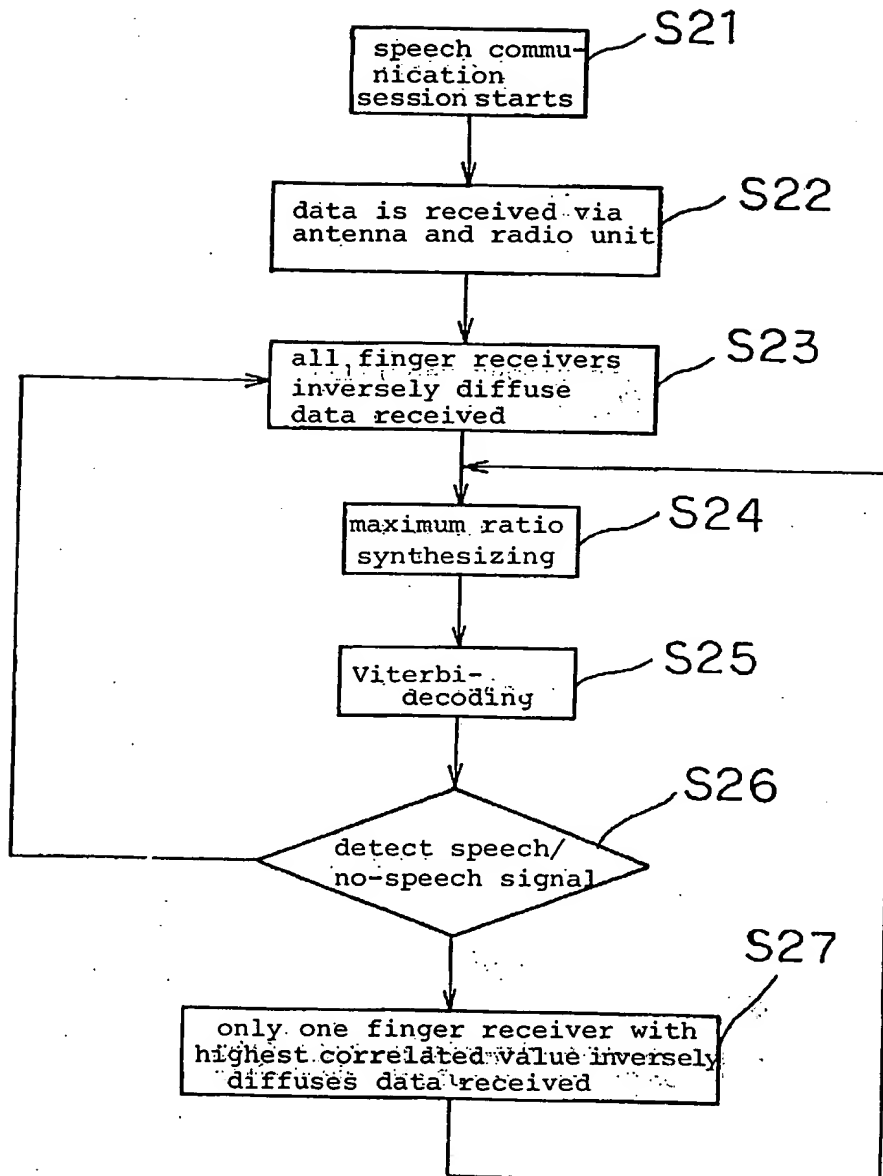 S21
speech commu-
nication
session starts
S22
data is received via
antenna and radio unit
S23
all finger receivers
inversely diffuse
data received
S24
maximum ratio
synthesizing
S25
Viterbi-
decoding
S26
detect speech/
no-speech signal
S27
only one finger receiver with
highest correlated value inversely
diffuses data received